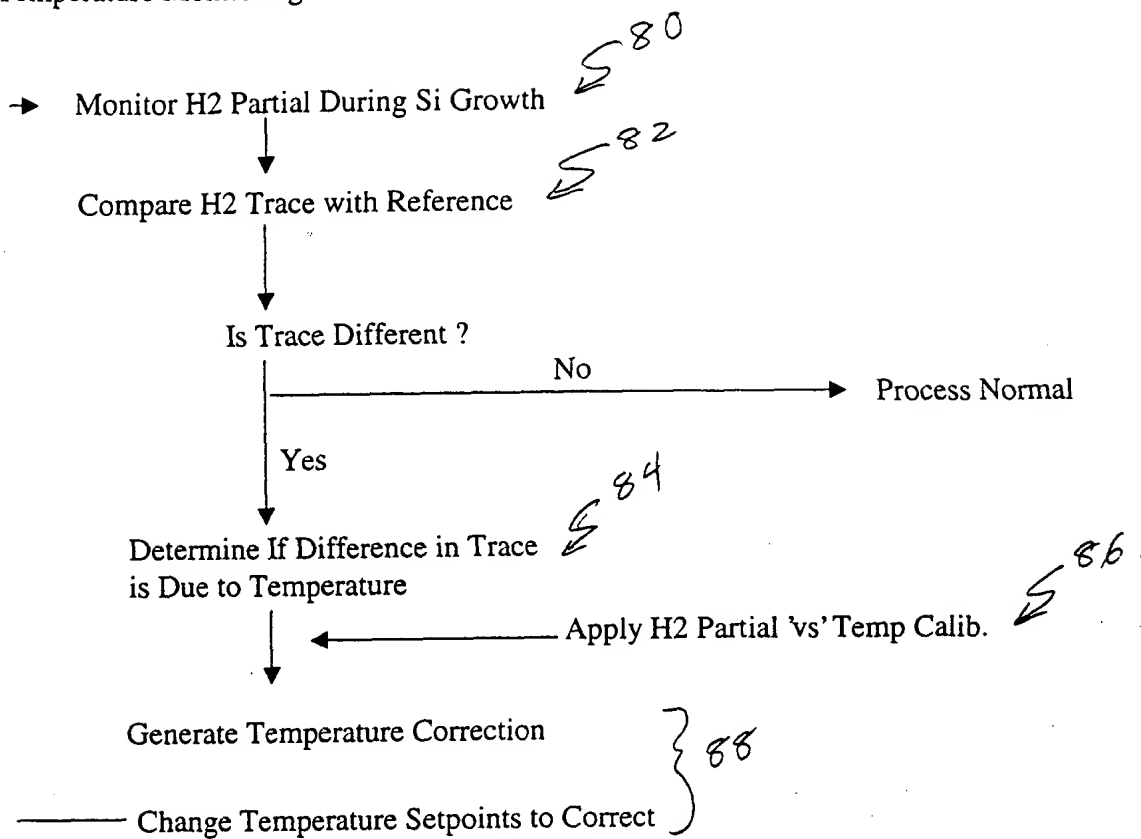 80
Monitor H2 Partial During Si Growth
82
Compare H2 Trace with Reference
Is Trace Different ?
No
Process Normal
Yes
84
Determine If Difference in Trace
is Due to Temperature
86
Apply H2 Partial 'vs' Temp Calib.
Generate Temperature Correction
88
Change Temperature Setpoints to Correct